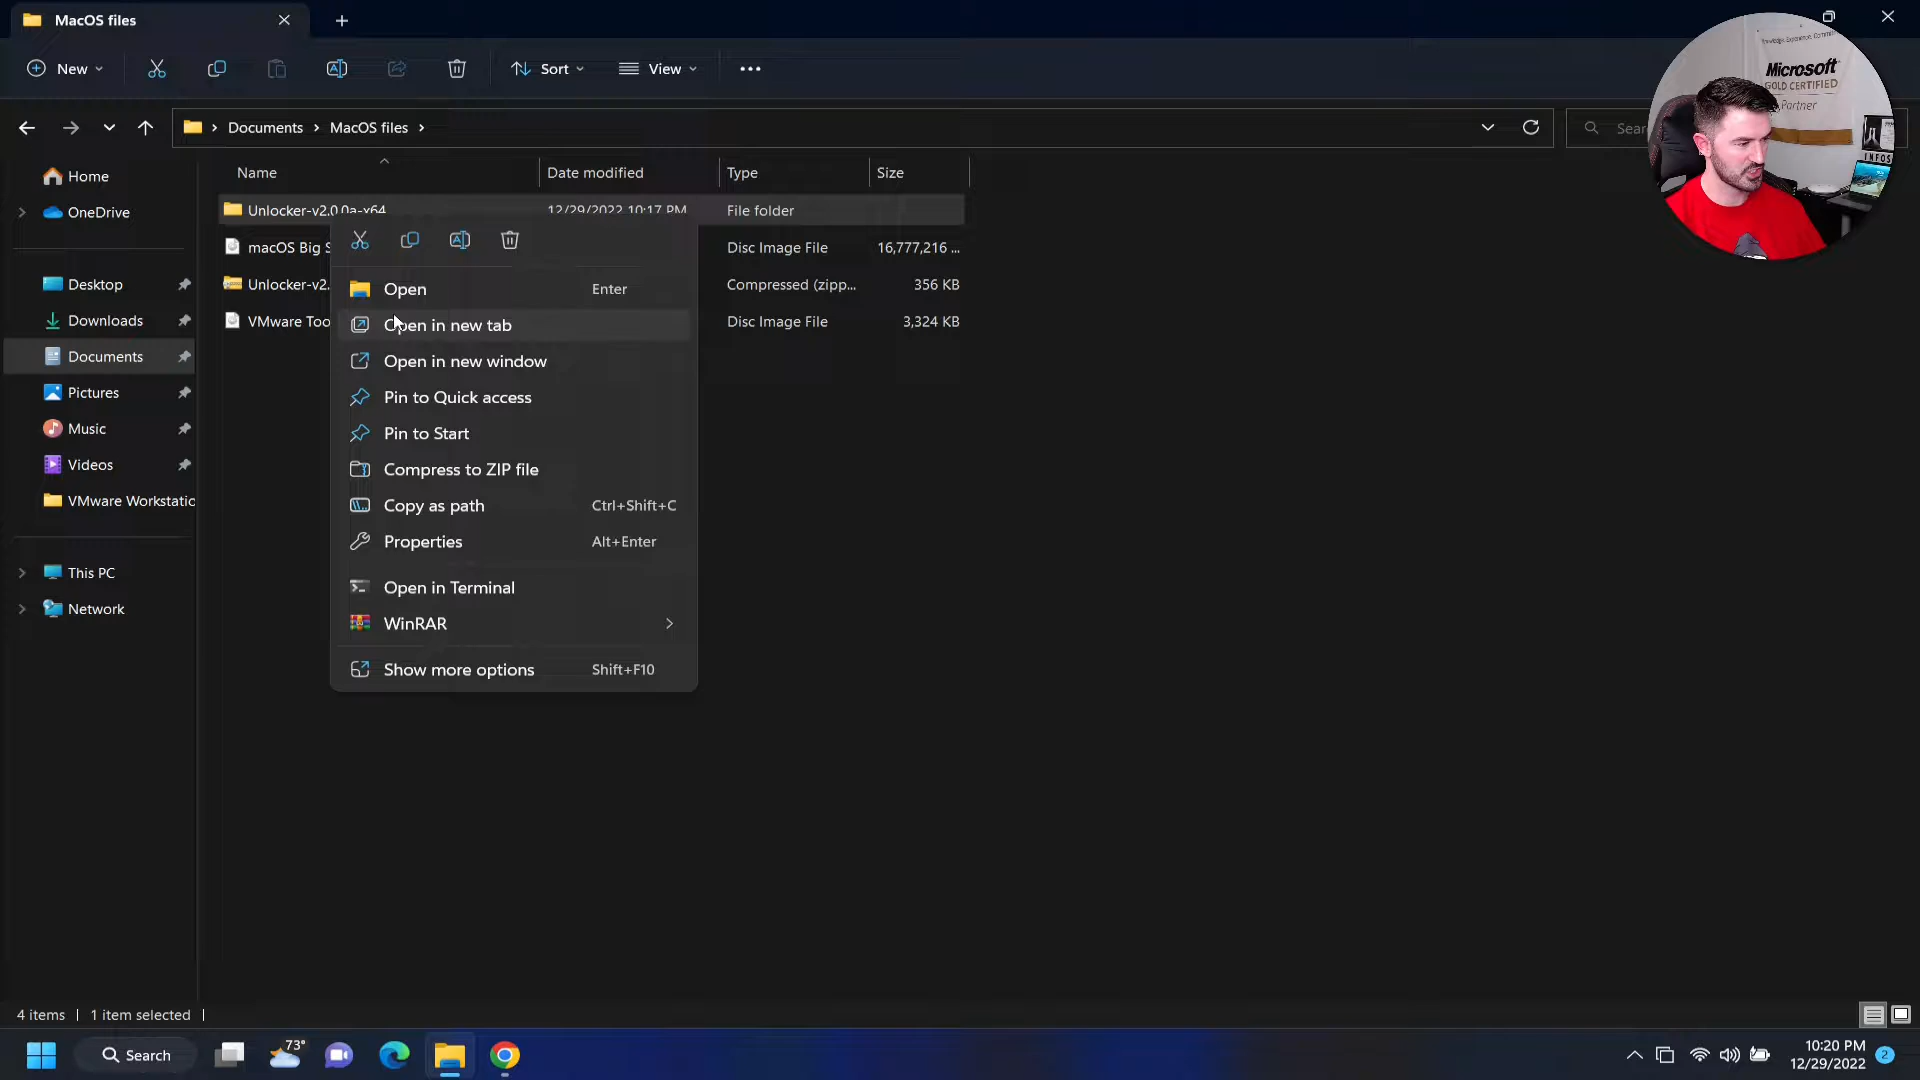 MacOS files
New
Sort
View
Documents
MacOS files
Name
Date modified
Type
Size
Home
OneDrive
Desktop
Downloads
Documents
Pictures
Music
Videos
VMware Workstatio
This PC
Network
Unlocker-v2.0.0a-x64 12/29/2022 10:17 PM File folder
macOS Big S Disc Image File 16,777,216 ...
Unlocker-v2. Compressed (zipp... 356 KB
VMware Too Disc Image File 3,324 KB
Open Enter
Open in new tab
Open in new window
Pin to Quick access
Pin to Start
Compress to ZIP file
Copy as path Ctrl+Shift+C
Properties Alt+Enter
Open in Terminal
WinRAR
Show more options Shift+F10
Microsoft
GOLD CERTIFIED
Partner
INFOS
4 items 1 item selected
Search
73°
10:20 PM
12/29/2022
2